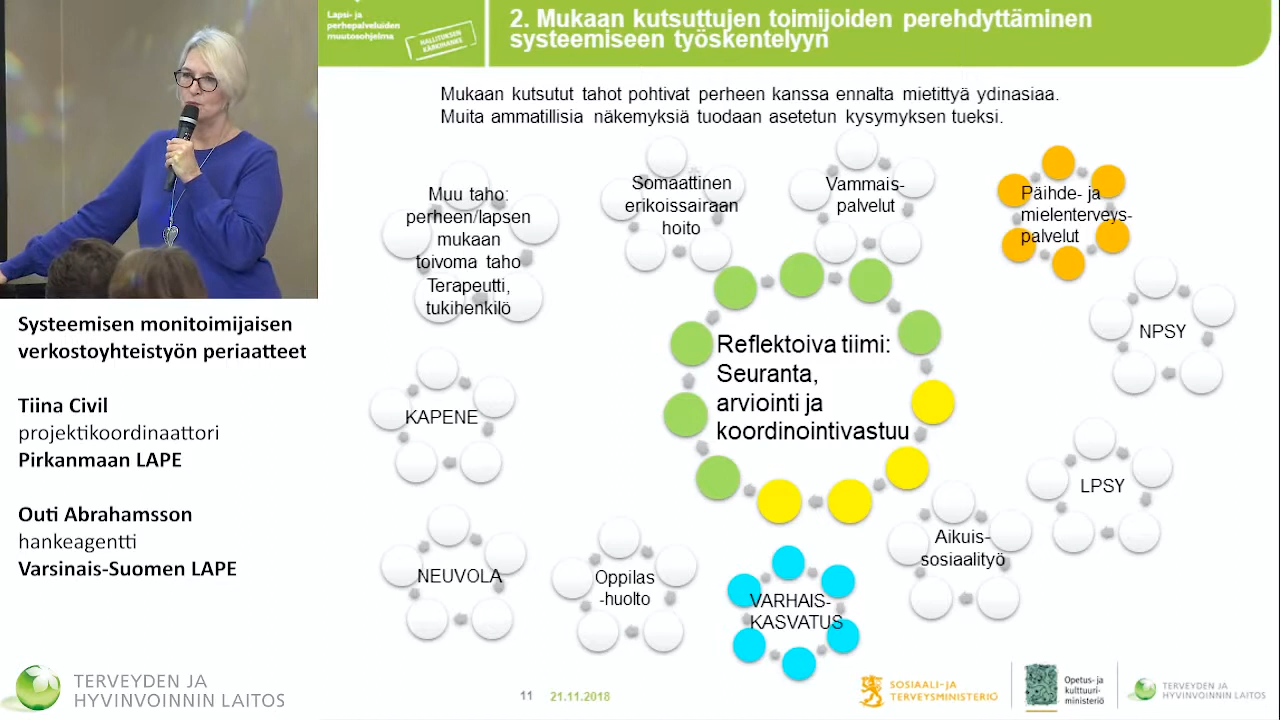 Lapsi- ja
perhepalveluiden
muutosohjelma
HALLITUKSEN
KÄRKIHANKE
2. Mukaan kutsuttujen toimijoiden perehdyttäminen
systeemiseen työskentelyyn
Mukaan kutsutut tahot pohtivat perheen kanssa ennalta mietittyä ydinasiaa.
Muita ammatillisia näkemyksiä tuodaan asetetun kysymyksen tueksi.
Muu taho:
perheen/lapsen
mukaan
toivoma taho
Terapeutti,
tukihenkilö
Somaattinen
erikoissairaan
hoito
Vammais-
palvelut
Päihde- ja
mielenterveys-
palvelut
NPSY
Reflektoiva tiimi:
Seuranta,
arviointi ja
koordinointivastuu
KAPENE
LPSY
Aikuis-
sosiaalityö
NEUVOLA
Oppilas
-huolto
VARHAIS-
KASVATUS
Systeemisen monitoimijaisen
verkostoyhteistyön periaatteet
Tiina Civil
projektikoordinaattori
Pirkanmaan LAPE
Outi Abrahamsson
hankeagentti
Varsinais-Suomen LAPE
TERVEYDEN JA
HYVINVOINNIN LAITOS
11 21.11.2018
SOSIAALI- JA
TERVEYSMINISTERIÖ
Opetus- ja
kulttuuri-
ministeriö
TERVEYDEN JA
HYVINVOINNIN LAITOS